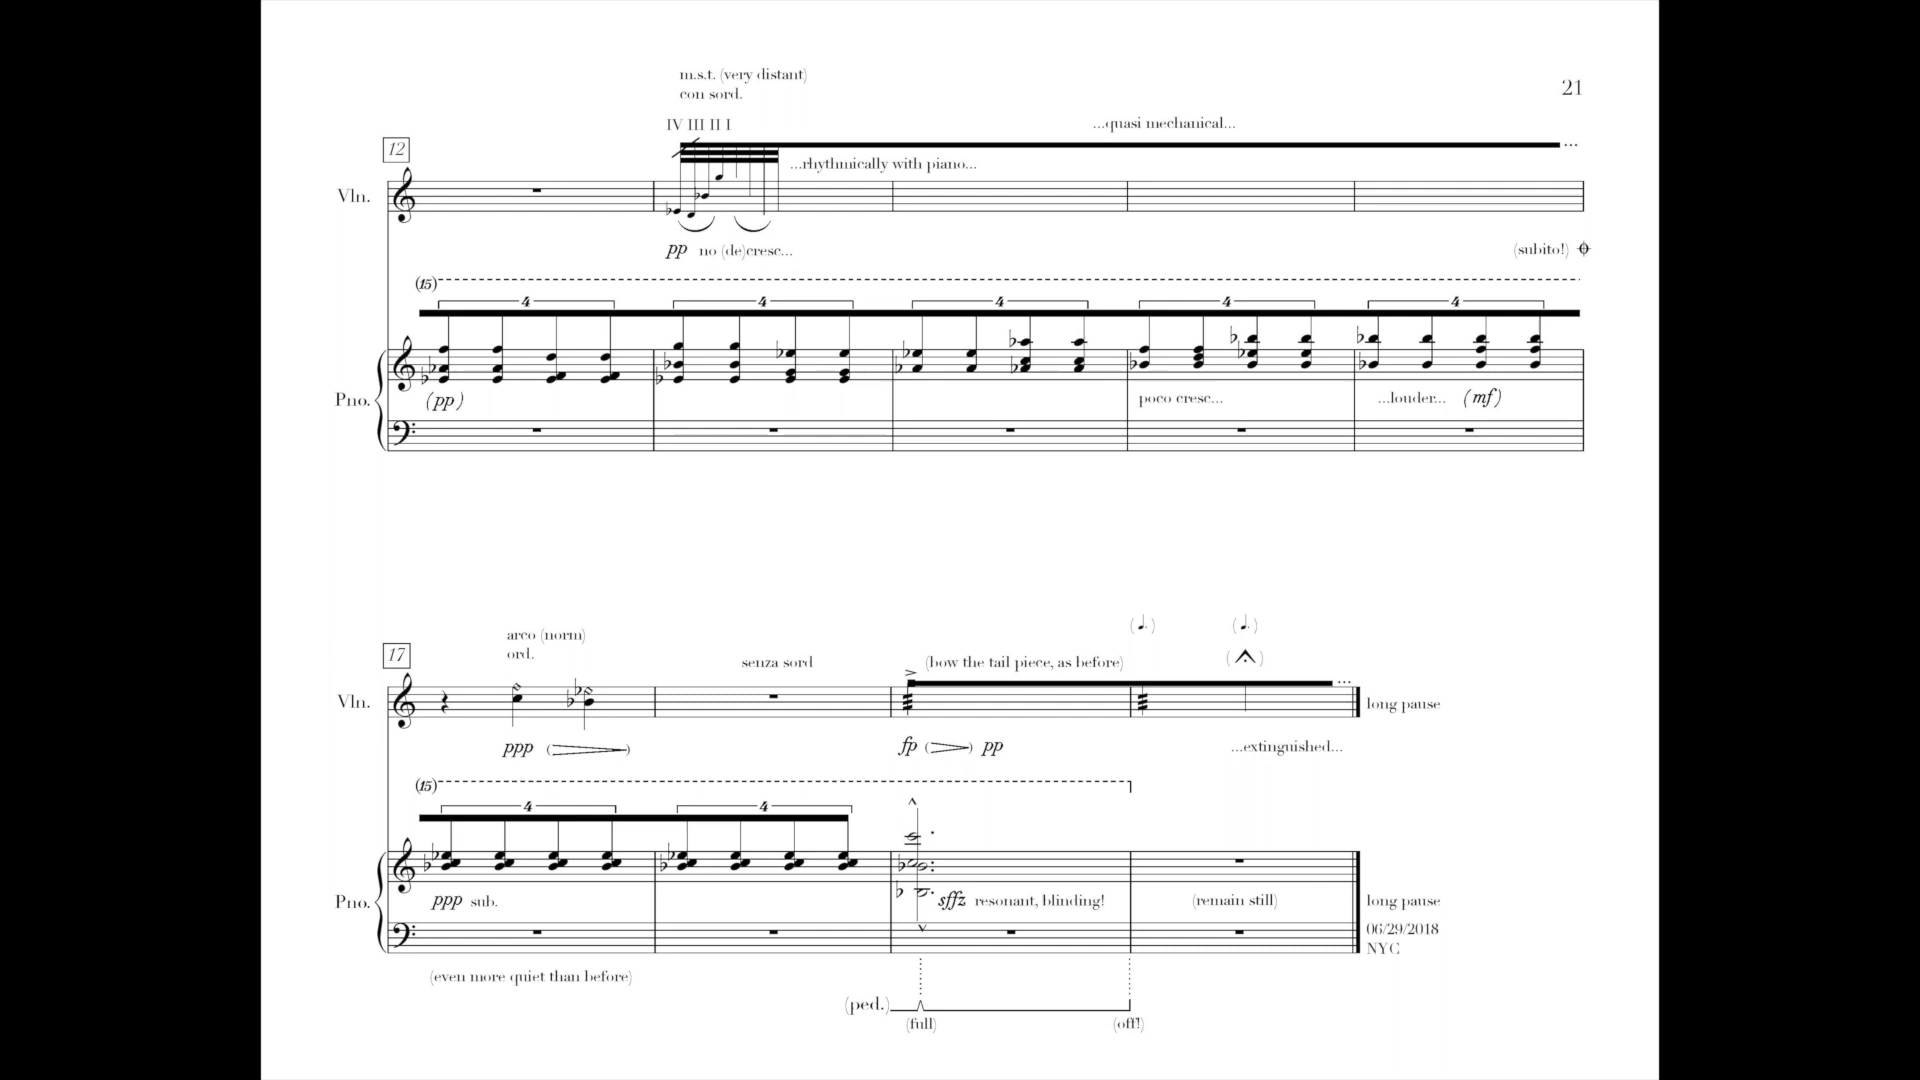 m.s.t. (very distant)
con sord.
21
IV III II I
...quasi mechanical...
...
12
...rhythmically with piano...
Vln.
pp no (de)cresc...
(subito!)
(15)
4 4 4 4 4
(pp)
Pno.
poco cresc...
...louder... (mf)
arco (norm)
ord.
17
senza sord
(bow the tail piece, as before)
...
Vln.
long pause
ppp
fp
pp
...extinguished...
(15)
4 4
Pno.
ppp sub.
sffz resonant, blinding!
(remain still)
long pause
06/29/2018
NYC
(even more quiet than before)
(ped.)
(full)
(off!)